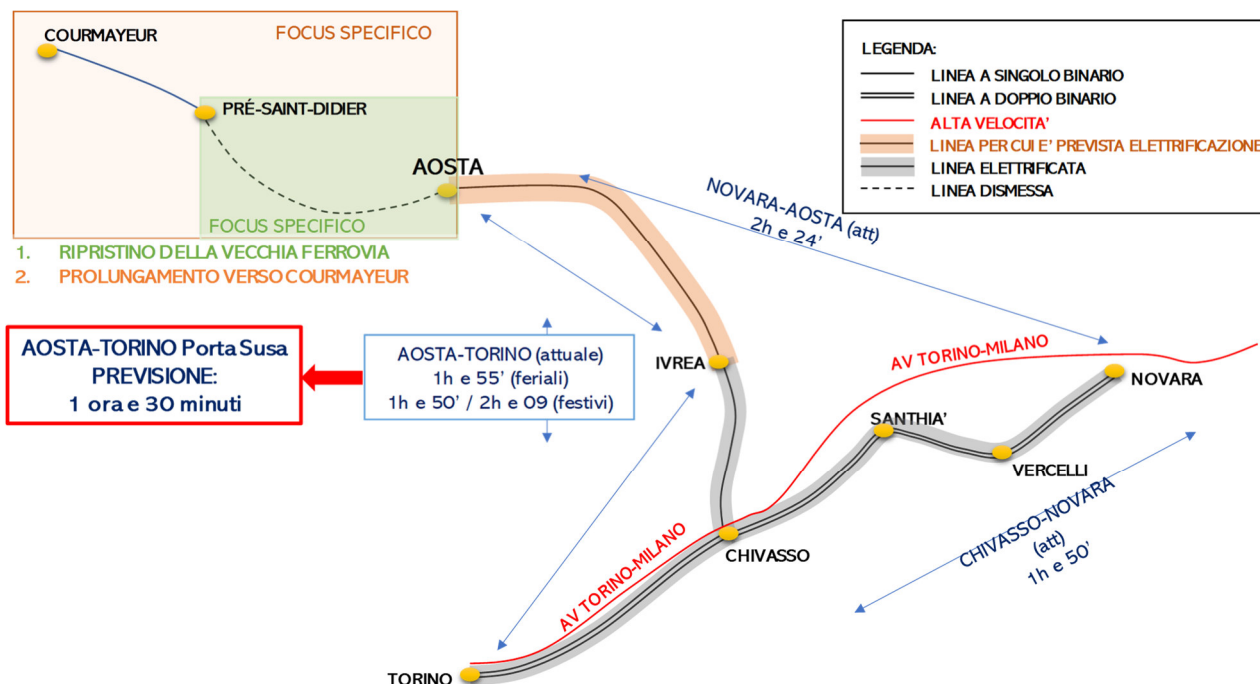 COURMAYEUR
FOCUS SPECIFICO
PRÉ-SAINT-DIDIER
AOSTA
FOCUS SPECIFICO
1. RIPRISTINO DELLA VECCHIA FERROVIA
2. PROLUNGAMENTO VERSO COURMAYEUR
LEGENDA:
LINEA A SINGOLO BINARIO
LINEA A DOPPIO BINARIO
ALTA VELOCITA'
LINEA PER CUI E' PREVISTA ELETTRIFICAZIONE
LINEA ELETTRIFICATA
LINEA DISMESSA
NOVARA-AOSTA (att)
2h e 24'
AOSTA-TORINO Porta Susa
PREVISIONE:
1 ora e 30 minuti
AOSTA-TORINO (attuale)
1h e 55' (feriali)
1h e 50' / 2h e 09 (festivi)
IVREA
AV TORINO-MILANO
NOVARA
SANTHIA'
VERCELLI
CHIVASSO-NOVARA
(att)
1h e 50'
CHIVASSO
AV TORINO-MILANO
TORINO